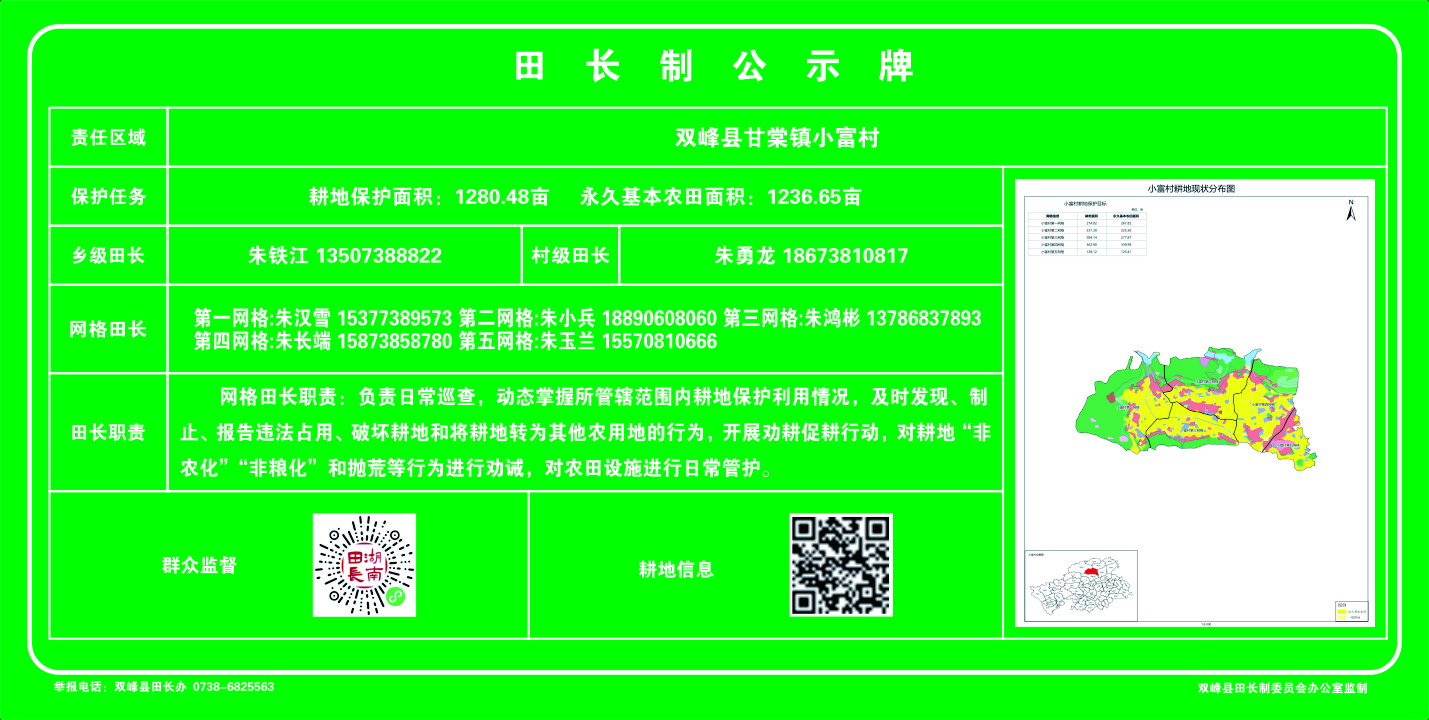 田长制公示牌
责任区域
双峰县甘棠镇小富村
保护任务
耕地保护面积：1280.48亩 永久基本农田面积：1236.65亩
乡级田长
朱铁江 13507388822
村级田长
朱勇龙 18673810817
网格田长
第一网格:朱汉雪 15377389573 第二网格:朱小兵 18890608060 第三网格:朱鸿彬 13786837893
第四网格:朱长端 15873858780 第五网格:朱玉兰 15570810666
田长职责
网格田长职责：负责日常巡查，动态掌握所管辖范围内耕地保护利用情况，及时发现、制
止、报告违法占用、破坏耕地和将耕地转为其他农用地的行为，开展劝耕促耕行动，对耕地“非
农化”“非粮化”和抛荒等行为进行劝诫，对农田设施进行日常管护。
群众监督
湖南田長
耕地信息
小富村耕地现状分布图
小富村耕地保护目标
N
举报电话：双峰县田长办 0738-6825563
双峰县田长制委员会办公室监制